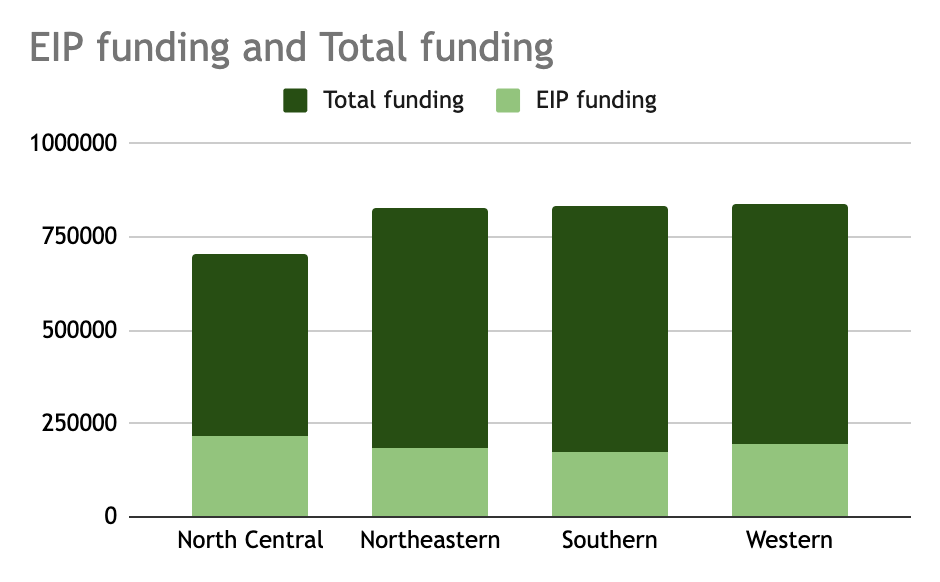 EIP funding and Total funding
Total funding EIP funding
1000000
750000
500000
250000
0
North Central Northeastern Southern Western